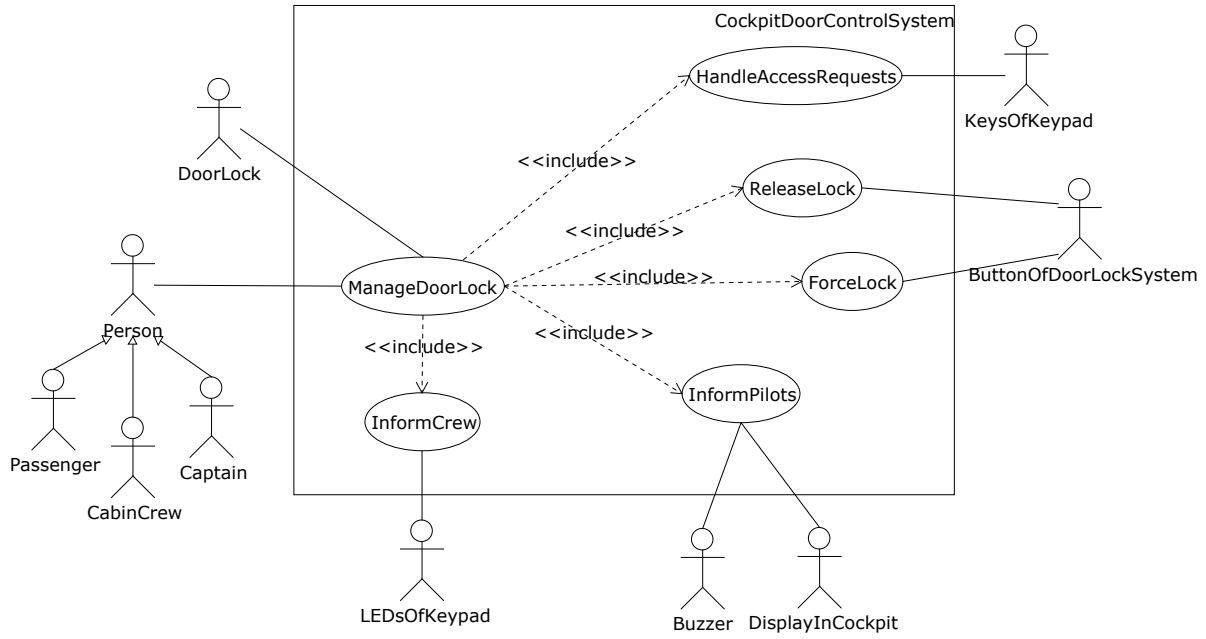 CockpitDoorControlSystem
HandleAccessRequests
KeysOfKeypad
<<include>>
DoorLock
ReleaseLock
<<include>>
ButtonOfDoorLockSystem
ManageDoorLock
<<include>>
ForceLock
Person
<<include>>
<<include>>
InformPilots
InformCrew
Passenger
Captain
CabinCrew
LEDsOfKeypad
Buzzer
DisplayInCockpit